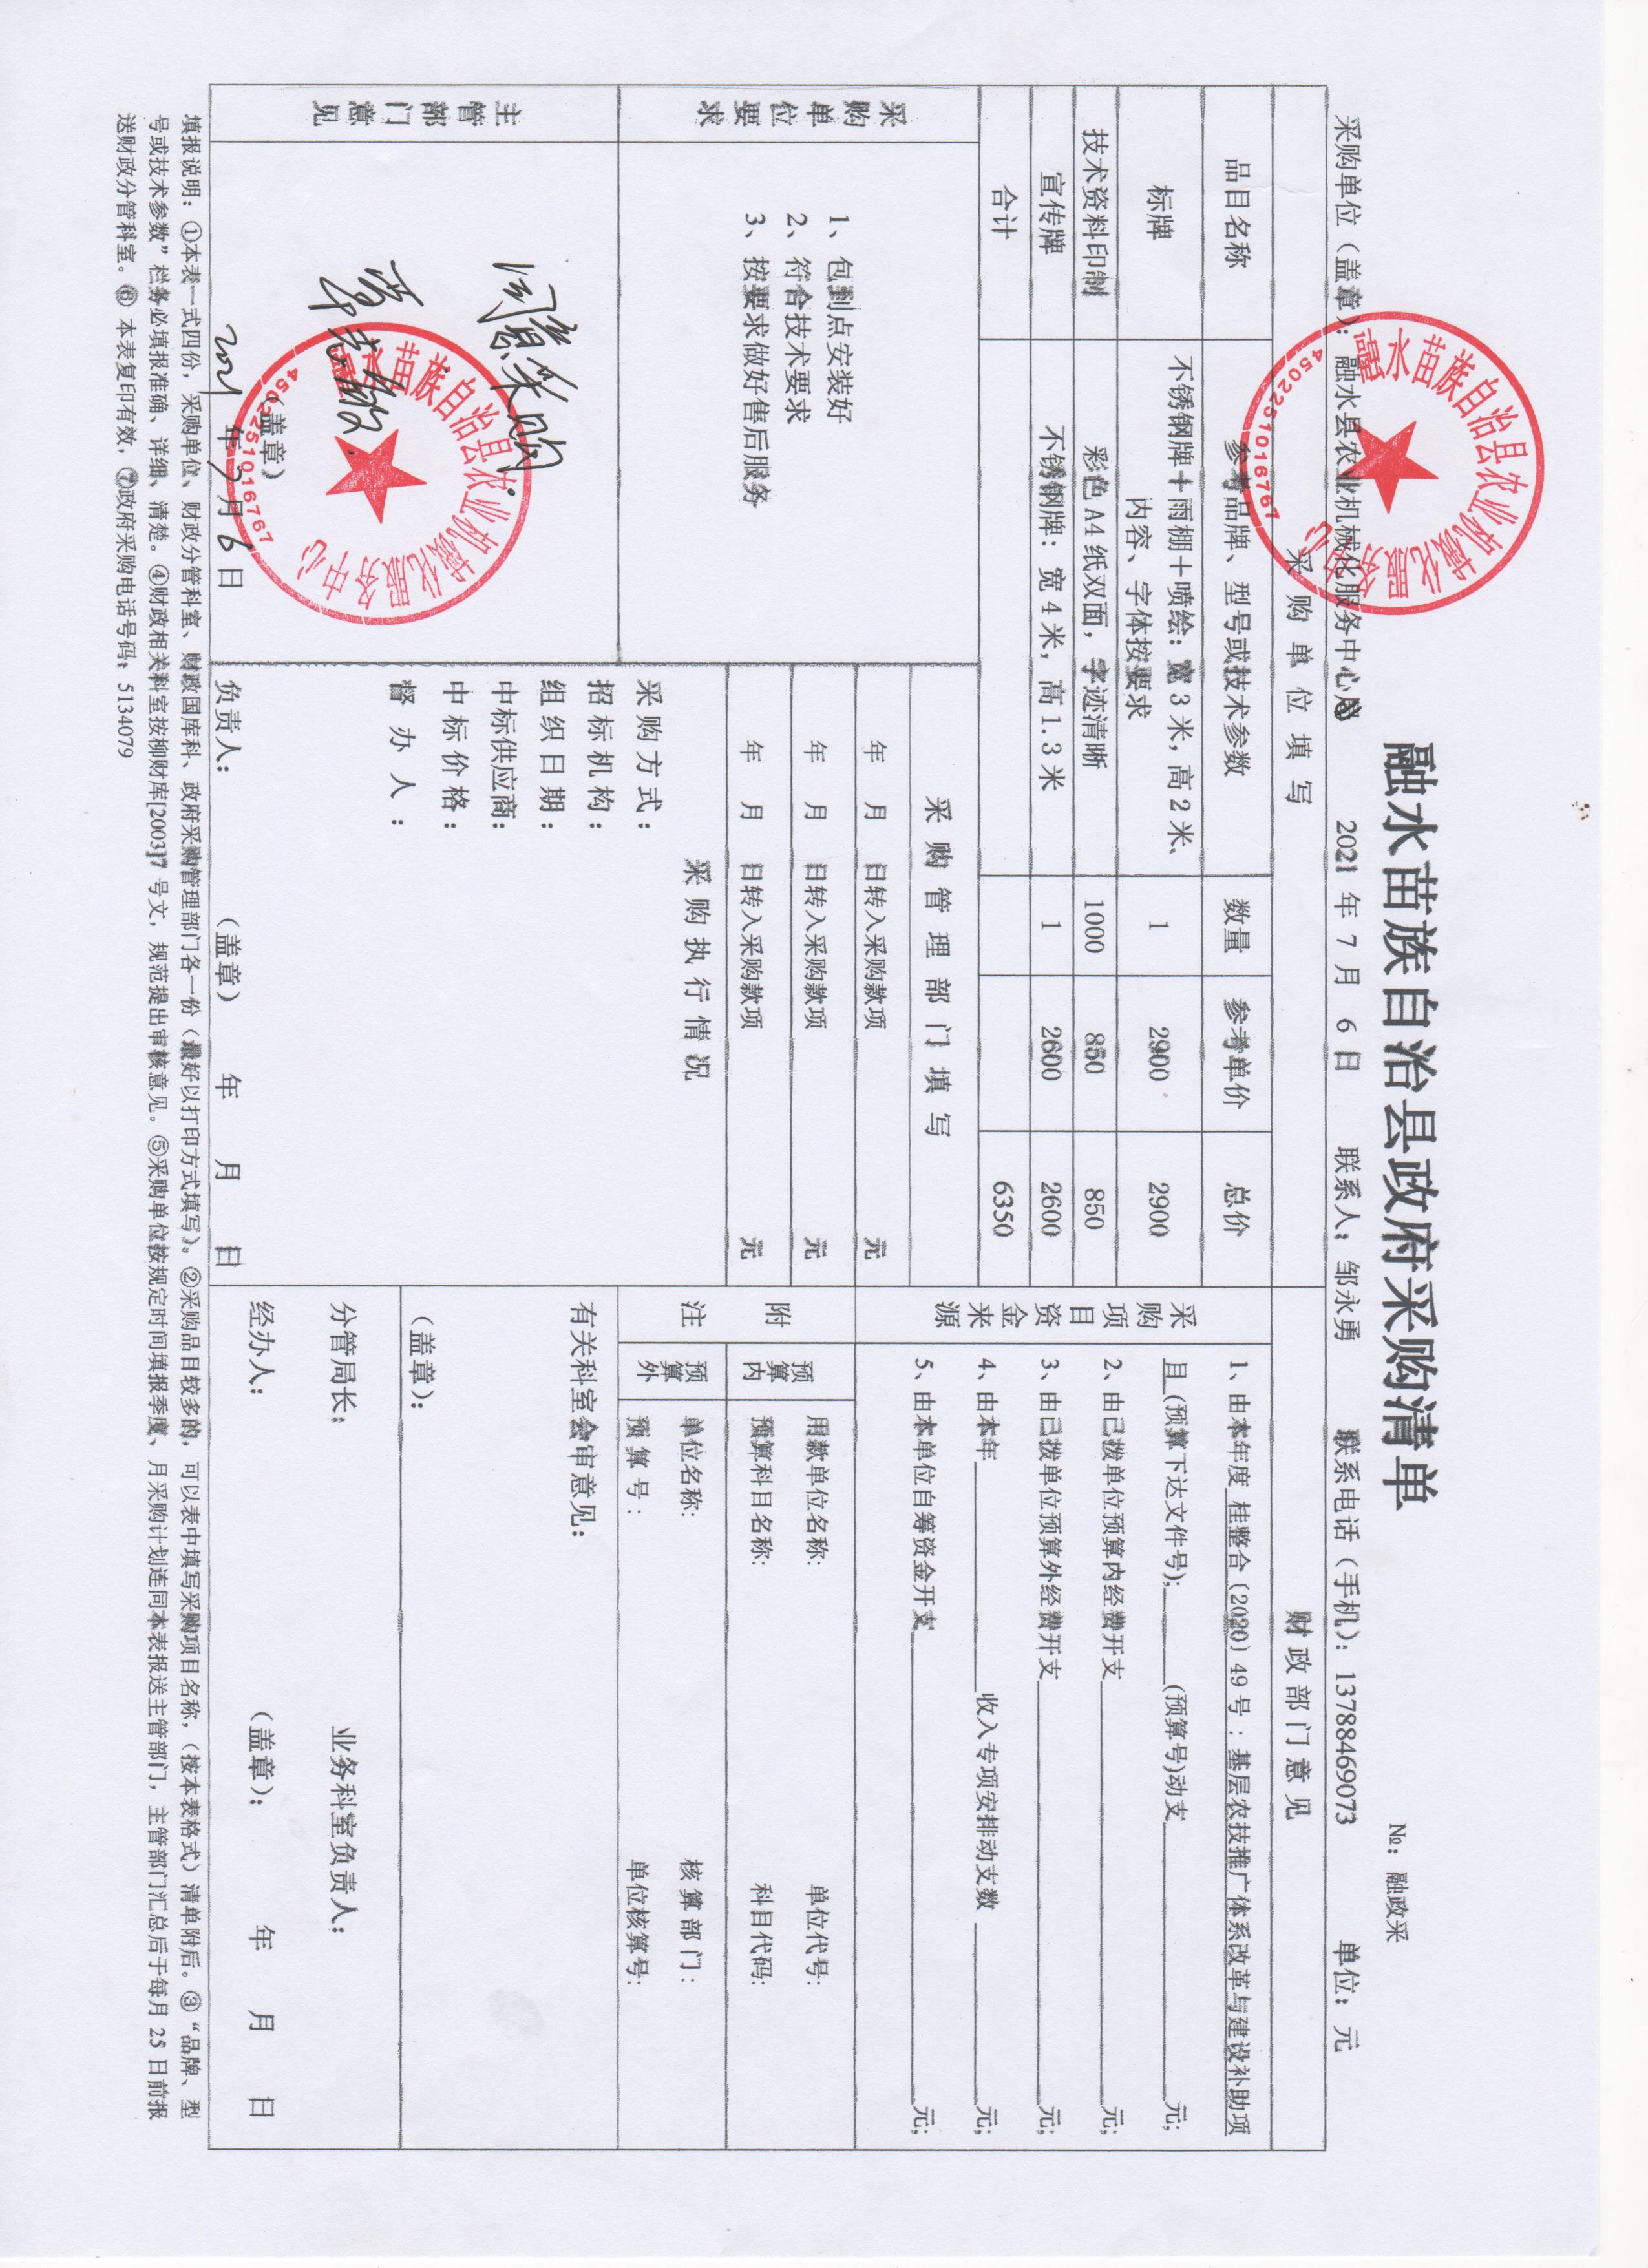 融水苗族自治县农业机械化服务中心
4502251016767
融水苗族自治县政府采购清单
№：融政采
采购单位（盖章）：融水县农业机械化服务中心 2021 年 7 月 6 日 联系人：邹永勇 联系电话（手机）：13788469073 单位：元
采购单位填写 财政部门意见
品目名称 参考品牌、型号或技术参数 数量 参考单价 总价
标牌 不锈钢牌＋雨棚＋喷绘：宽 3 米，高 2 米、 1 2900 2900
内容、字体按要求
技术资料印制 彩色 A4 纸双面，字迹清晰 1000 850 850
宣传牌 不锈钢牌：宽 4 米，高 1.3 米 1 2600 2600
合计 6350
采购项目资金来源
1、由本年度 桂整合〔2020〕49 号：基层农技推广体系改革与建设补助项
目 (预算下达文件号);______(预算号)动支______元;
2、由已拨单位预算内经费开支______元;
3、由已拨单位预算外经费开支______元;
4、由本年______收入专项安排动支数______元;
5、由本单位自筹资金开支______元;
采购单位要求
1、包到点安装好
2、符合技术要求
3、按要求做好售后服务
采购管理部门填写
年 月 日转入采购款项 元
年 月 日转入采购款项 元
年 月 日转入采购款项 元
采购执行情况
采购方式：
招标机构：
组织日期：
中标供应商：
中标价格：
督办人：
负责人： （盖章） 年 月 日
附注
预算内
用款单位名称: 单位代号:
预算科目名称: 科目代码:
预算外
单位名称: 核算部门:
预算号: 单位核算号:
有关科室会审意见：
（盖章）：
分管局长： 业务科室负责人：
经办人： （盖章）： 年 月 日
主管部门意见
同意采购.
覃志敏.
融水苗族自治县农业机械化服务中心
4502251016767
（盖章）
2021 年 7 月 6 日
填报说明：①本表一式四份，采购单位、财政分管科室、财政国库科、政府采购管理部门各一份（最好以打印方式填写）。②采购品目较多的，可以表中填写采购项目名称，（按本表格式）清单附后。③“品牌、型
号或技术参数”栏务必填报准确、详细、清楚。④财政相关科室按柳财库[2003]7 号文，规范提出审核意见。⑤采购单位按规定时间填报季度、月采购计划连同本表报送主管部门，主管部门汇总后于每月 25 日前报
送财政分管科室。⑥ 本表复印有效，⑦政府采购电话号码：5134079